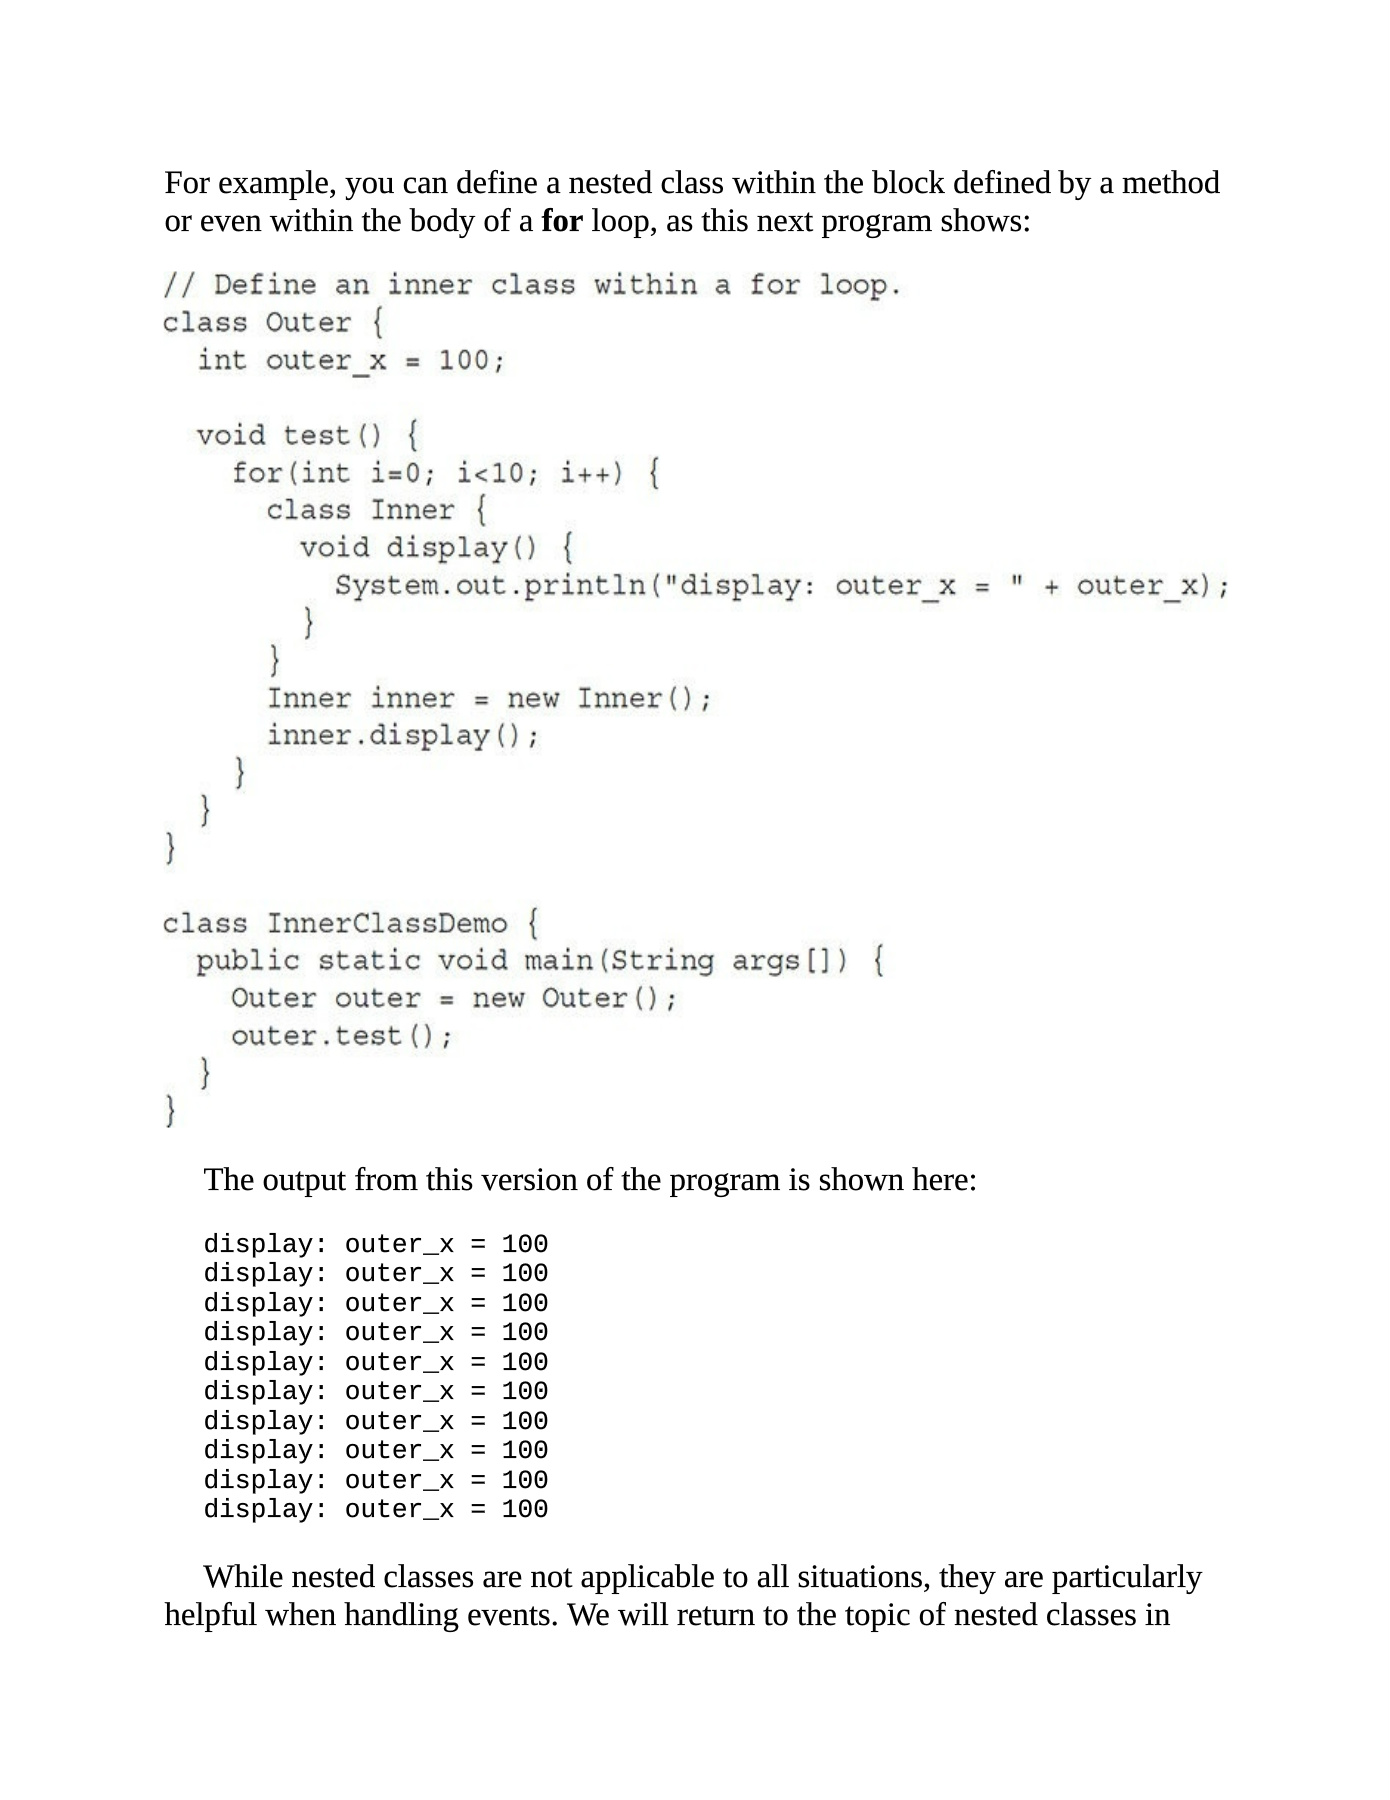 For example, you can define a nested class within the block defined by a method
or even within the body of a for loop, as this next program shows:
// Define an inner class within a for loop.
class Outer {
  int outer_x = 100;

  void test() {
    for(int i=0; i<10; i++) {
      class Inner {
        void display() {
          System.out.println("display: outer_x = " + outer_x);
        }
      }
      Inner inner = new Inner();
      inner.display();
    }
  }
}

class InnerClassDemo {
  public static void main(String args[]) {
    Outer outer = new Outer();
    outer.test();
  }
}
The output from this version of the program is shown here:
display: outer_x = 100
display: outer_x = 100
display: outer_x = 100
display: outer_x = 100
display: outer_x = 100
display: outer_x = 100
display: outer_x = 100
display: outer_x = 100
display: outer_x = 100
display: outer_x = 100
While nested classes are not applicable to all situations, they are particularly
helpful when handling events. We will return to the topic of nested classes in